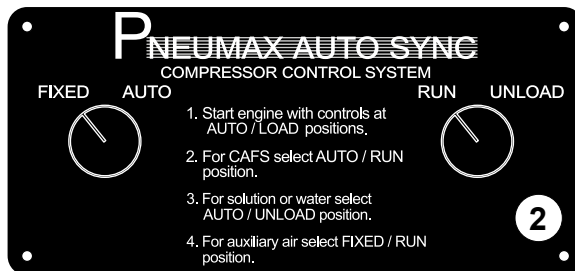 PNEUMAX AUTO SYNC
COMPRESSOR CONTROL SYSTEM
FIXED AUTO
RUN UNLOAD
1. Start engine with controls at
AUTO / LOAD positions.
2. For CAFS select AUTO / RUN
position.
3. For solution or water select
AUTO / UNLOAD position.
4. For auxiliary air select FIXED / RUN
position.
2